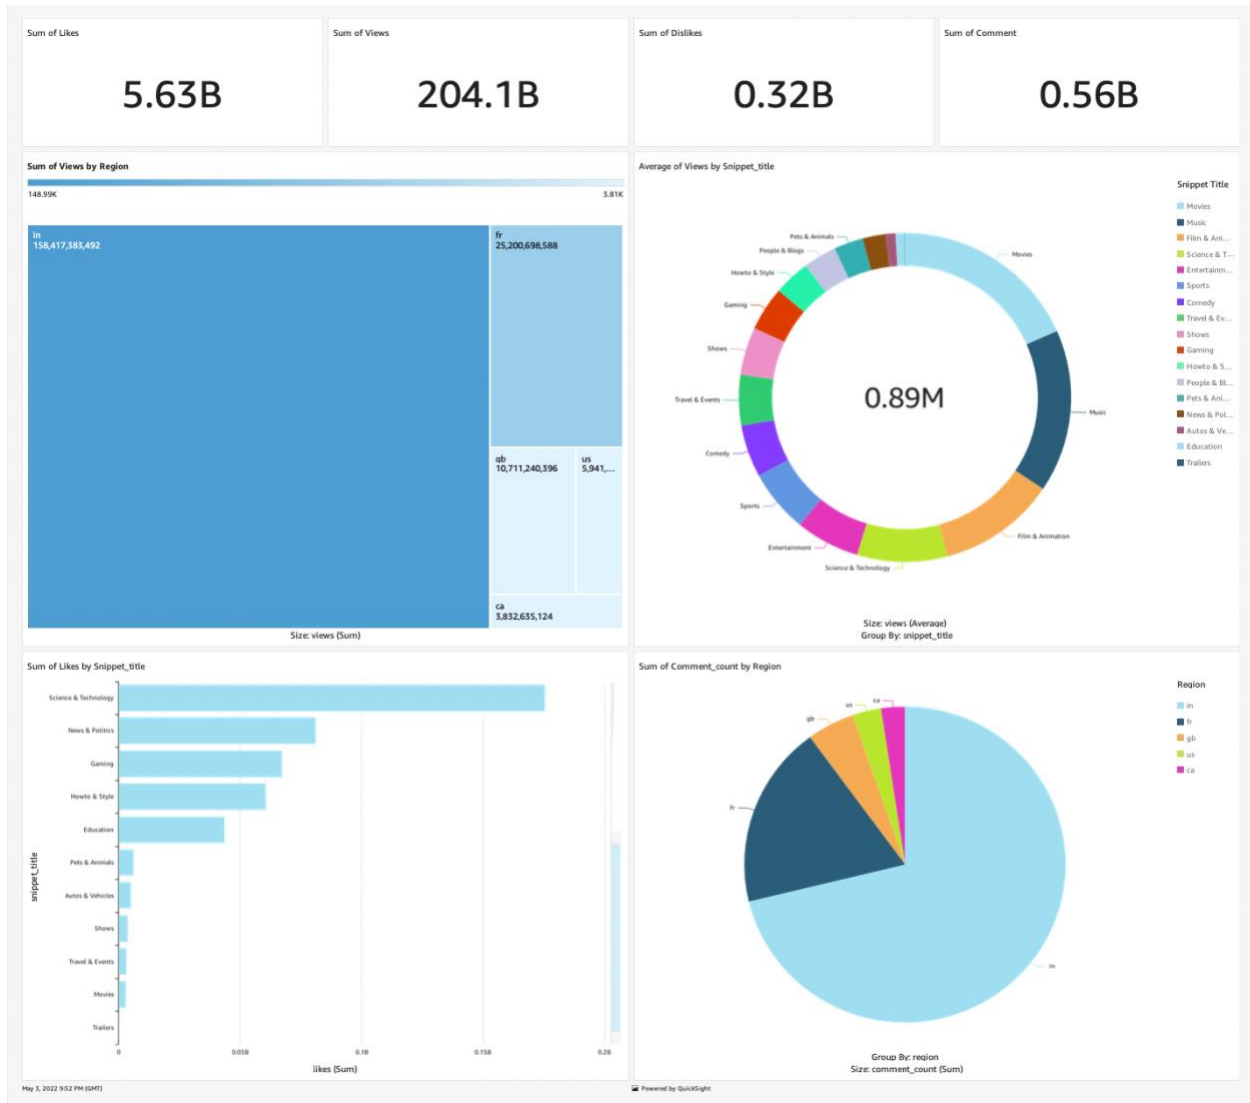 Sum of Likes
5.63B
Sum of Views
204.1B
Sum of Dislikes
0.32B
Sum of Comment
0.56B
Sum of Views by Region
148.99K
3.81K
in
158,417,383,492
fr
25,200,698,588
gb
10,711,240,396
us
5,941,...
ca
3,832,635,124
Size: views (Sum)
Average of Views by Snippet_title
Pets & Animals
People & Blogs
Howto & Style
Gaming
Shows
Travel & Events
Comedy
Sports
Entertainment
Science & Technology
Film & Animation
Music
Movies
0.89M
Size: views (Average)
Group By: snippet_title
Snippet Title
Movies
Music
Film & Ani...
Science & T...
Entertainm...
Sports
Comedy
Travel & Ev...
Shows
Gaming
Howto & S...
People & Bl...
Pets & Ani...
News & Pol...
Autos & Ve...
Education
Trailers
Sum of Likes by Snippet_title
snippet_title
Science & Technology
News & Politics
Gaming
Howto & Style
Education
Pets & Animals
Autos & Vehicles
Shows
Travel & Events
Movies
Trailers
0
0.05B
0.1B
0.15B
0.2B
likes (Sum)
Sum of Comment_count by Region
ca
us
gb
fr
in
Group By: region
Size: comment_count (Sum)
Region
in
fr
gb
us
ca
May 3, 2022 9:52 PM (GMT)
Powered by QuickSight